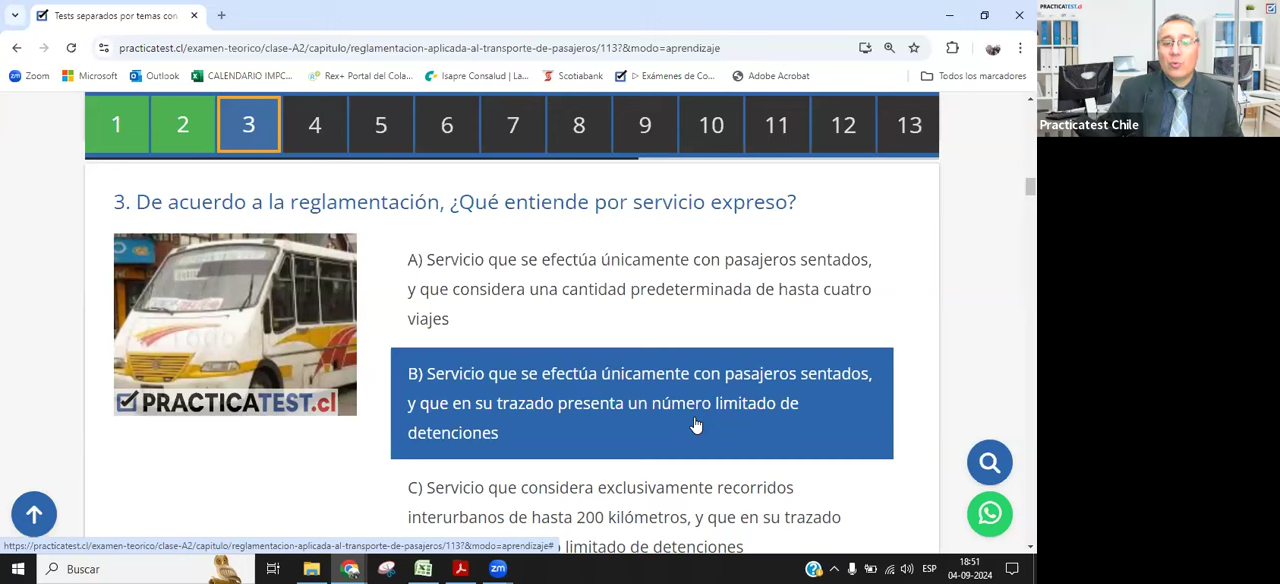 Tests separados por temas con
practicatest.cl/examen-teorico/clase-A2/capitulo/reglamentacion-aplicada-al-transporte-de-pasajeros/113?&modo=aprendizaje
Zoom
Microsoft
Outlook
CALENDARIO IMPC...
Rex+ Portal del Cola...
Isapre Consalud | La...
Scotiabank
▷ Exámenes de Co...
Adobe Acrobat
Todos los marcadores
PRACTICATEST.cl
Practicatest Chile
1 2 3 4 5 6 7 8 9 10 11 12 13
3. De acuerdo a la reglamentación, ¿Qué entiende por servicio expreso?
PRACTICATEST.cl
A) Servicio que se efectúa únicamente con pasajeros sentados,
y que considera una cantidad predeterminada de hasta cuatro
viajes
B) Servicio que se efectúa únicamente con pasajeros sentados,
y que en su trazado presenta un número limitado de
detenciones
C) Servicio que considera exclusivamente recorridos
interurbanos de hasta 200 kilómetros, y que en su trazado
limitado de detenciones
https://practicatest.cl/examen-teorico/clase-A2/capitulo/reglamentacion-aplicada-al-transporte-de-pasajeros/113?&modo=aprendizaje#
Buscar
ESP
18:51
04-09-2024